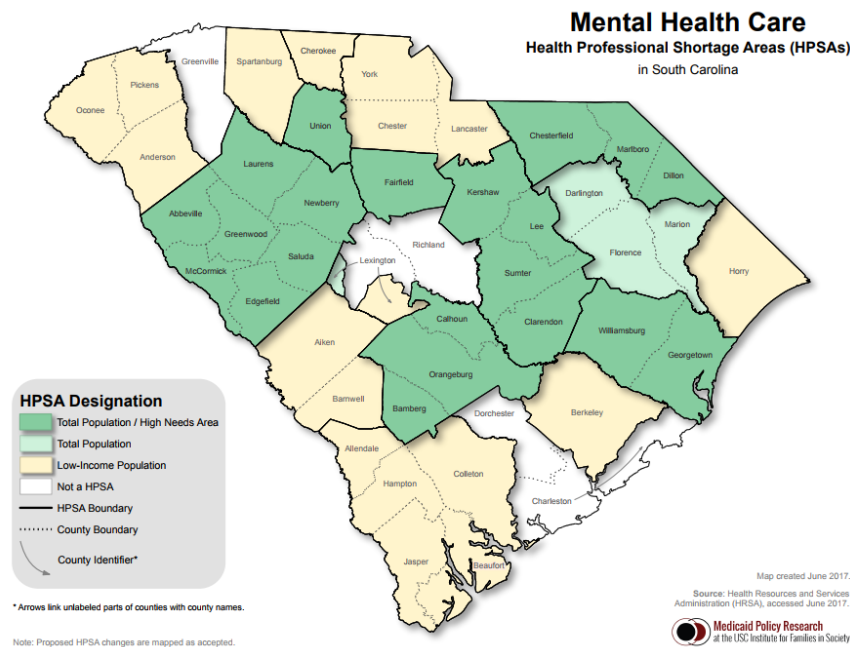 Mental Health Care
Health Professional Shortage Areas (HPSAs)
in South Carolina
Cherokee
Greenville
Spartanburg
York
Pickens
Oconee
Union
Chester
Lancaster
Anderson
Chesterfield
Marlboro
Laurens
Dillon
Fairfield
Kershaw
Darlington
Newberry
Abbeville
Lee
Marion
Greenwood
Richland
Florence
Saluda
Lexington
McCormick
Sumter
Horry
Edgefield
Calhoun
Clarendon
Williamsburg
Aiken
Georgetown
Orangeburg
Barnwell
Bamberg
Dorchester
Berkeley
Allendale
Colleton
Hampton
Charleston
Jasper
Beaufort
HPSA Designation
Total Population / High Needs Area
Total Population
Low-Income Population
Not a HPSA
HPSA Boundary
County Boundary
County Identifier*
* Arrows link unlabeled parts of counties with county names.
Note: Proposed HPSA changes are mapped as accepted.
Map created June 2017.
Source: Health Resources and Services
Administration (HRSA), accessed June 2017.
Medicaid Policy Research
at the USC Institute for Families in Society